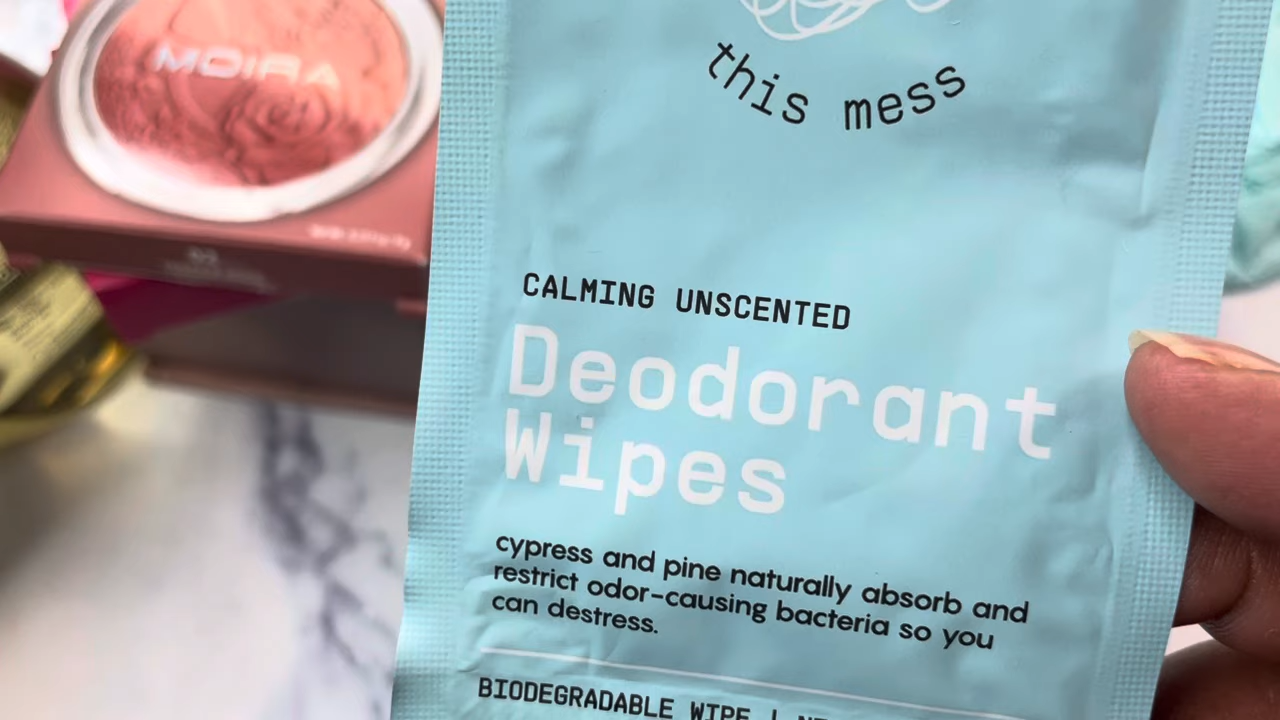 MOIRA
this mess
CALMING UNSCENTED
Deodorant
Wipes
cypress and pine naturally absorb and
restrict odor-causing bacteria so you
can destress.
BIODEGRADABLE WIPE |